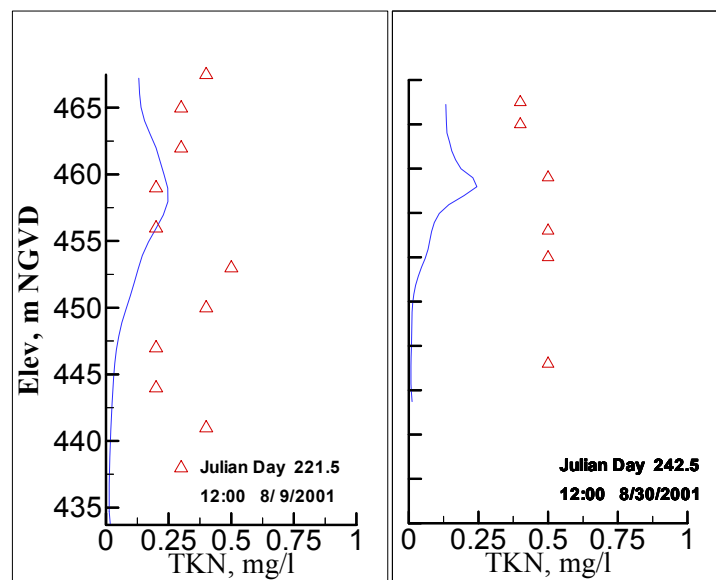 Elev, m NGVD
465
460
455
450
445
440
435
0 0.25 0.5 0.75 1
TKN, mg/l
Julian Day 221.5
12:00 8/ 9/2001
0 0.25 0.5 0.75 1
TKN, mg/l
Julian Day 242.5
12:00 8/30/2001